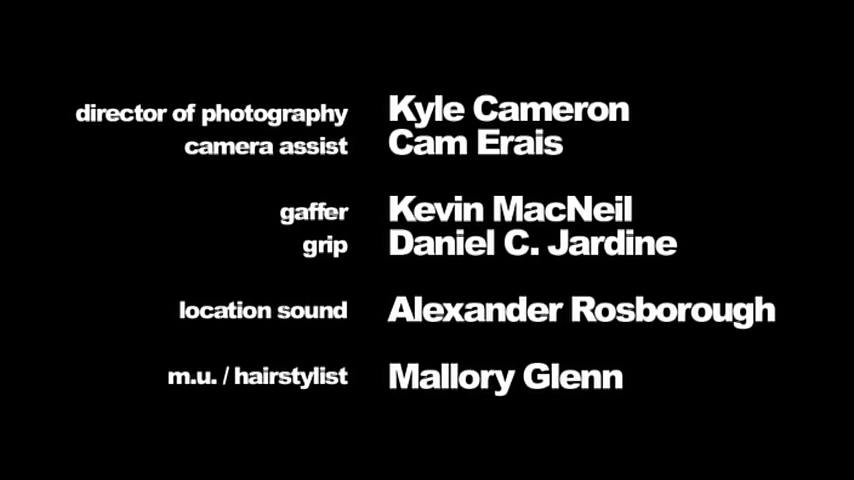 director of photography Kyle Cameron
camera assist Cam Erais
gaffer Kevin MacNeil
grip Daniel C. Jardine
location sound Alexander Rosborough
m.u. / hairstylist Mallory Glenn